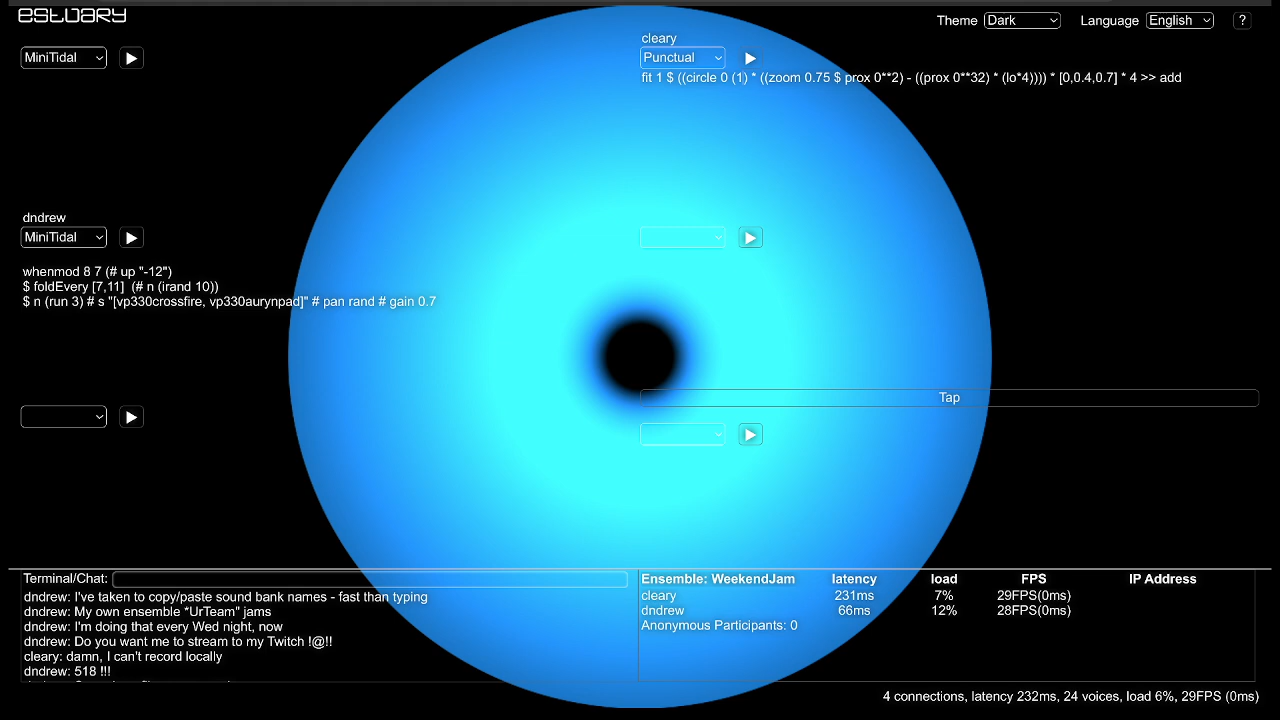 estuary
Theme Dark Language English ?
MiniTidal
cleary
Punctual
fit 1 $ ((circle 0 (1) * ((zoom 0.75 $ prox 0**2) - ((prox 0**32) * (lo*4)))) * [0,0.4,0.7] * 4 >> add
dndrew
MiniTidal
whenmod 8 7 (# up "-12")
$ foldEvery [7,11] (# n (irand 10))
$ n (run 3) # s "[vp330crossfire, vp330aurynpad]" # pan rand # gain 0.7
Tap
Terminal/Chat:
dndrew: I've taken to copy/paste sound bank names - fast than typing
dndrew: My own ensemble *UrTeam" jams
dndrew: I'm doing that every Wed night, now
dndrew: Do you want me to stream to my Twitch !@!!
cleary: damn, I can't record locally
dndrew: 518 !!!
Ensemble: WeekendJam latency load FPS IP Address
cleary 231ms 7% 29FPS(0ms)
dndrew 66ms 12% 28FPS(0ms)
Anonymous Participants: 0
4 connections, latency 232ms, 24 voices, load 6%, 29FPS (0ms)